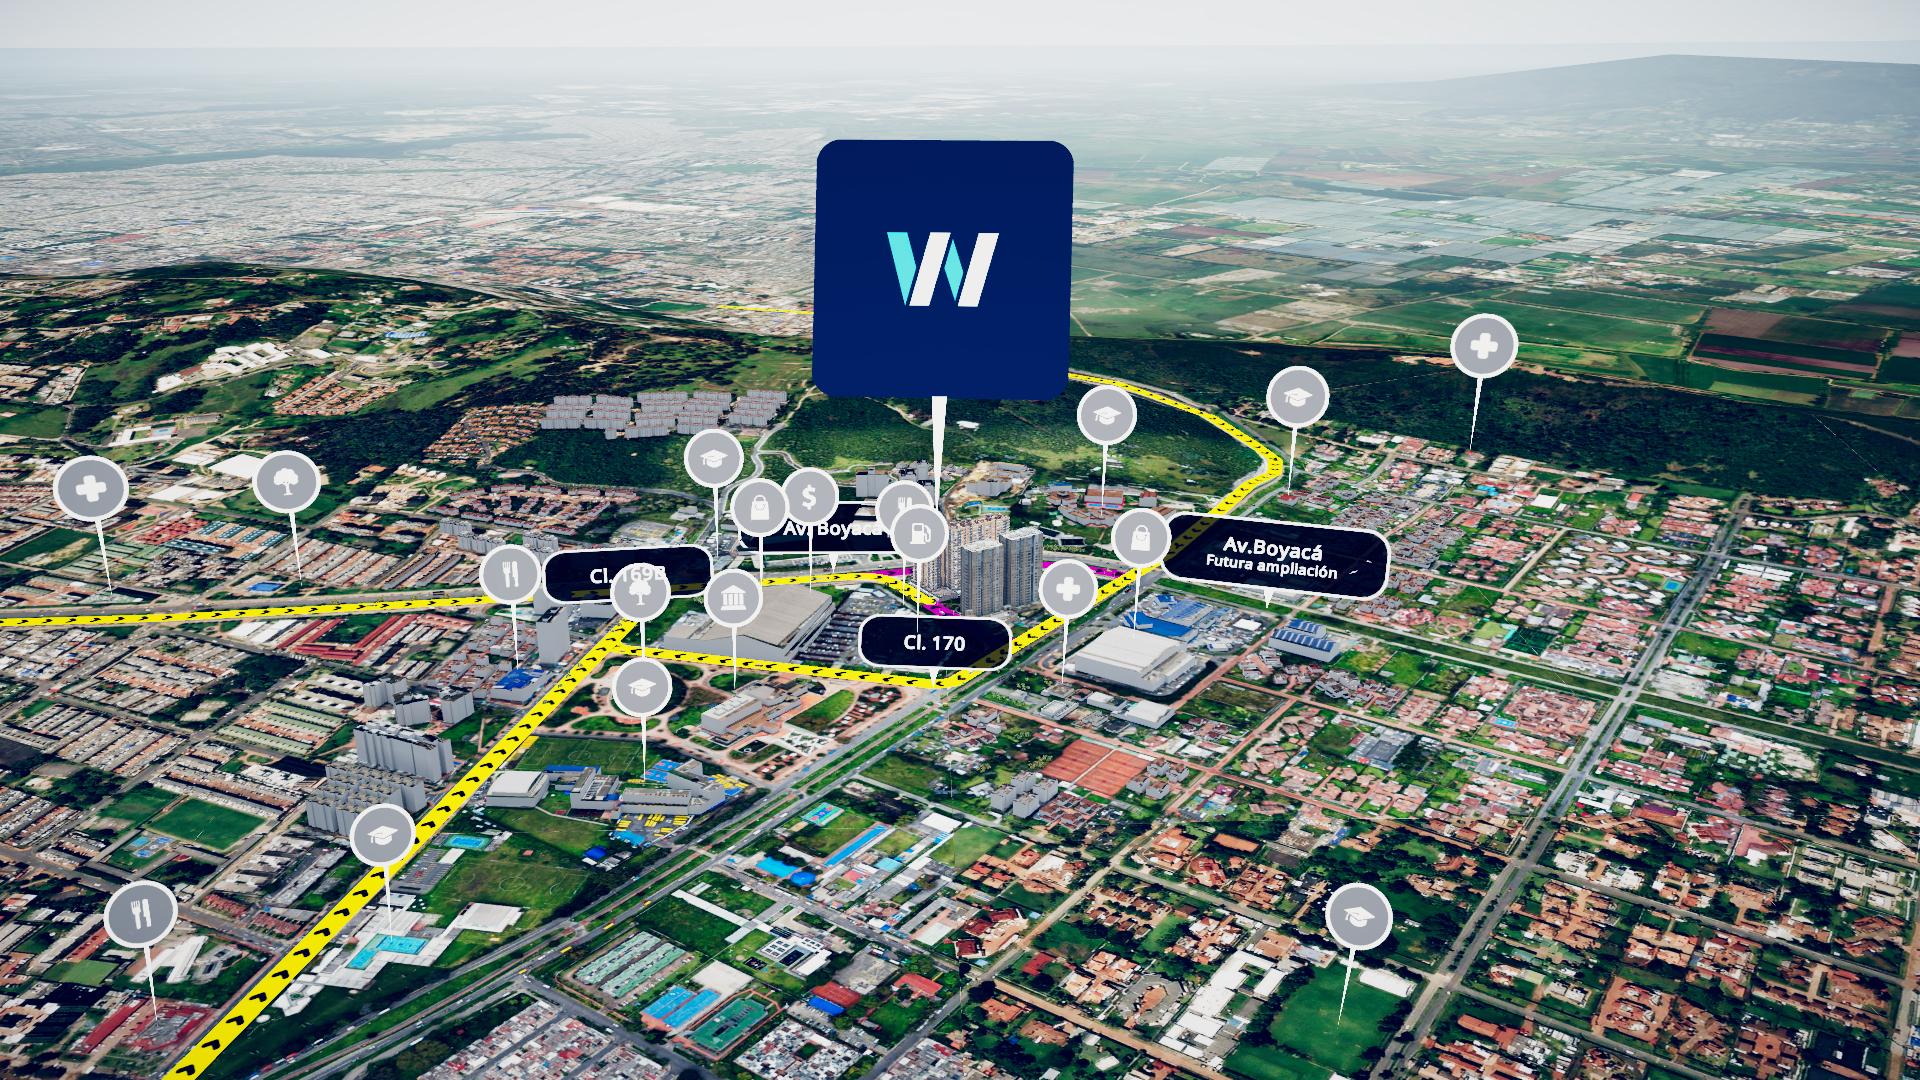 W
Av. Boyacá
Cl. 169B
Av.Boyacá
Futura ampliación
Cl. 170